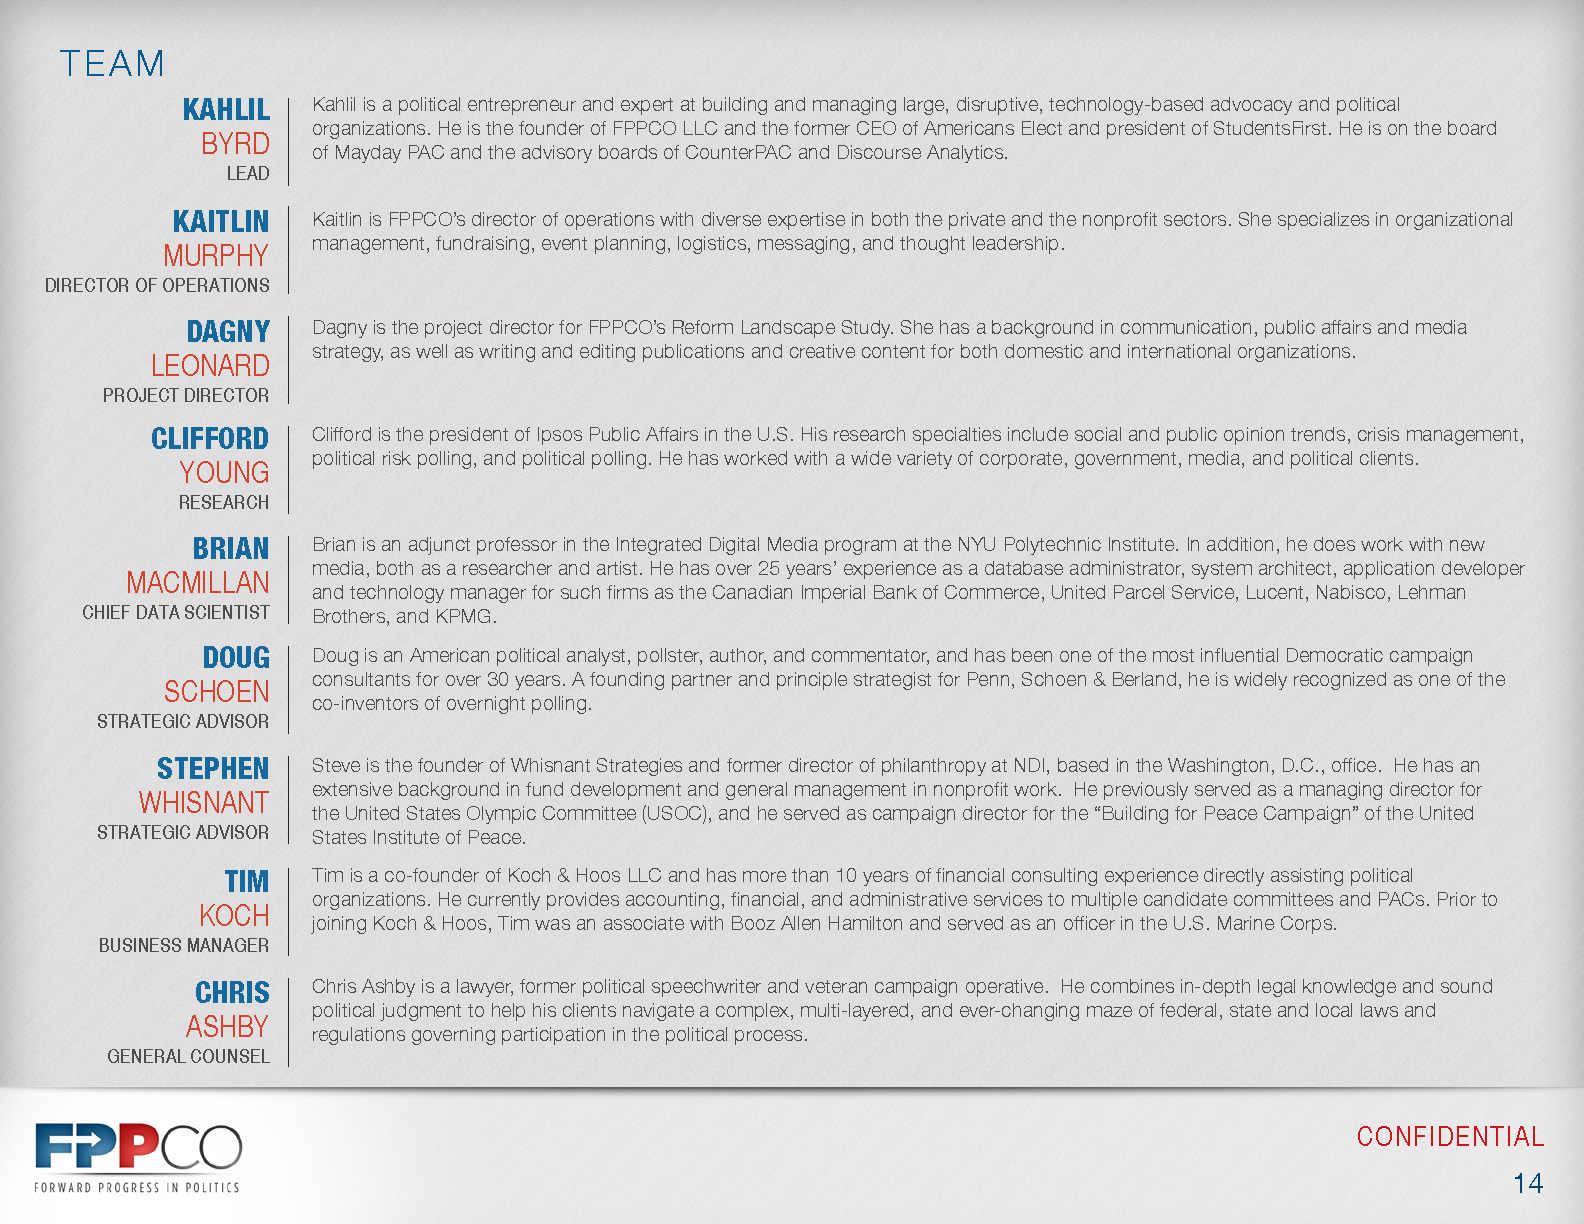 TEAM
KAHLIL
BYRD
LEAD
Kahlil is a political entrepreneur and expert at building and managing large, disruptive, technology-based advocacy and political
organizations. He is the founder of FPPCO LLC and the former CEO of Americans Elect and president of StudentsFirst. He is on the board
of Mayday PAC and the advisory boards of CounterPAC and Discourse Analytics.
KAITLIN
MURPHY
DIRECTOR OF OPERATIONS
Kaitlin is FPPCO’s director of operations with diverse expertise in both the private and the nonprofit sectors. She specializes in organizational
management, fundraising, event planning, logistics, messaging, and thought leadership.
DAGNY
LEONARD
PROJECT DIRECTOR
Dagny is the project director for FPPCO’s Reform Landscape Study. She has a background in communication, public affairs and media
strategy, as well as writing and editing publications and creative content for both domestic and international organizations.
CLIFFORD
YOUNG
RESEARCH
Clifford is the president of Ipsos Public Affairs in the U.S. His research specialties include social and public opinion trends, crisis management,
political risk polling, and political polling. He has worked with a wide variety of corporate, government, media, and political clients.
BRIAN
MACMILLAN
CHIEF DATA SCIENTIST
Brian is an adjunct professor in the Integrated Digital Media program at the NYU Polytechnic Institute. In addition, he does work with new
media, both as a researcher and artist. He has over 25 years’ experience as a database administrator, system architect, application developer
and technology manager for such firms as the Canadian Imperial Bank of Commerce, United Parcel Service, Lucent, Nabisco, Lehman
Brothers, and KPMG.
DOUG
SCHOEN
STRATEGIC ADVISOR
Doug is an American political analyst, pollster, author, and commentator, and has been one of the most influential Democratic campaign
consultants for over 30 years. A founding partner and principle strategist for Penn, Schoen & Berland, he is widely recognized as one of the
co-inventors of overnight polling.
STEPHEN
WHISNANT
STRATEGIC ADVISOR
Steve is the founder of Whisnant Strategies and former director of philanthropy at NDI, based in the Washington, D.C., office.  He has an
extensive background in fund development and general management in nonprofit work.  He previously served as a managing director for
the United States Olympic Committee (USOC), and he served as campaign director for the “Building for Peace Campaign” of the United
States Institute of Peace.
TIM
KOCH
BUSINESS MANAGER
Tim is a co-founder of Koch & Hoos LLC and has more than 10 years of financial consulting experience directly assisting political
organizations. He currently provides accounting, financial, and administrative services to multiple candidate committees and PACs. Prior to
joining Koch & Hoos, Tim was an associate with Booz Allen Hamilton and served as an officer in the U.S. Marine Corps.
CHRIS
ASHBY
GENERAL COUNSEL
Chris Ashby is a lawyer, former political speechwriter and veteran campaign operative.  He combines in-depth legal knowledge and sound
political judgment to help his clients navigate a complex, multi-layered, and ever-changing maze of federal, state and local laws and
regulations governing participation in the political process.
FPPCO
FORWARD PROGRESS IN POLITICS
CONFIDENTIAL
14